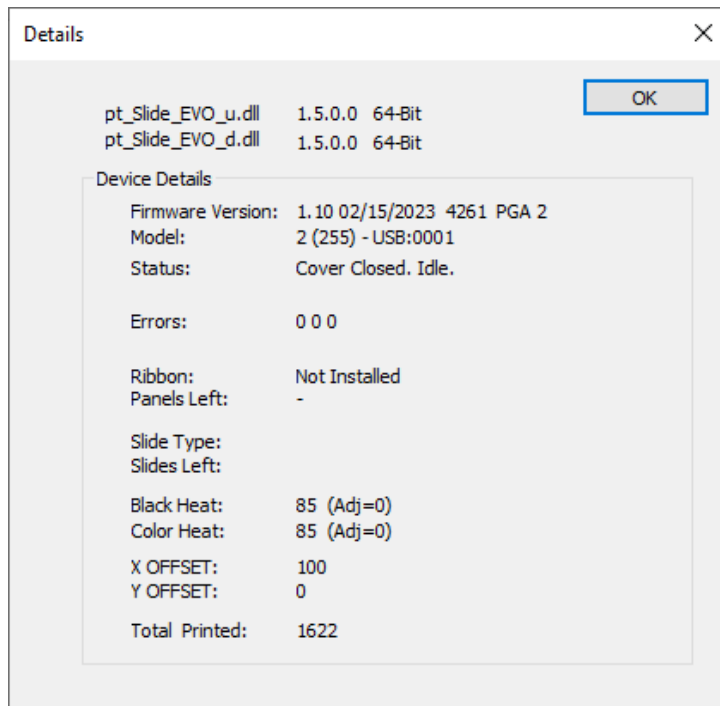 Details
OK
pt_Slide_EVO_u.dll 1.5.0.0 64-Bit
pt_Slide_EVO_d.dll 1.5.0.0 64-Bit
Device Details
Firmware Version: 1.10 02/15/2023 4261 PGA 2
Model: 2 (255) - USB:0001
Status: Cover Closed. Idle.
Errors: 0 0 0
Ribbon: Not Installed
Panels Left: -
Slide Type:
Slides Left:
Black Heat: 85 (Adj=0)
Color Heat: 85 (Adj=0)
X OFFSET: 100
Y OFFSET: 0
Total Printed: 1622